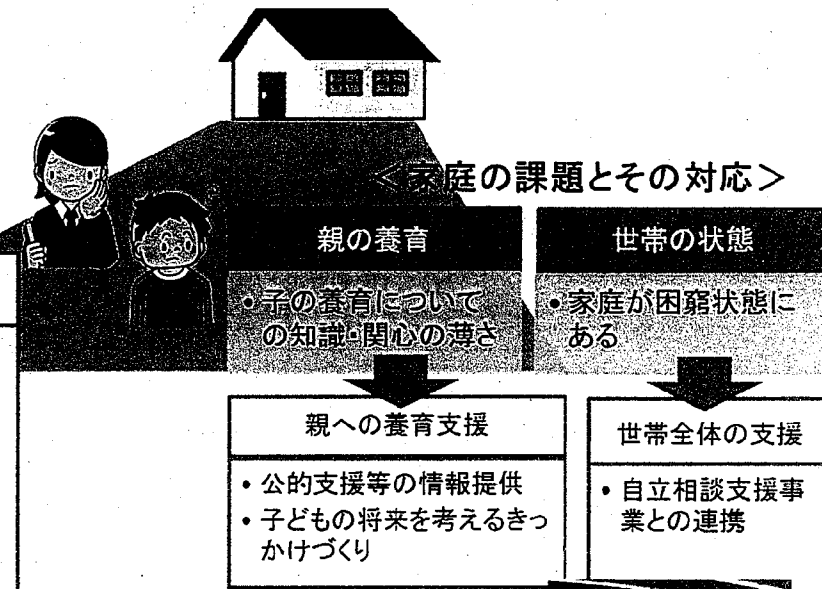 ＜家庭の課題とその対応＞
親の養育
・子の養育について
の知識・関心の薄さ
世帯の状態
・家庭が困窮状態に
ある
親への養育支援
・公的支援等の情報提供
・子どもの将来を考えるきっ
かけづくり
世帯全体の支援
・自立相談支援事
業との連携